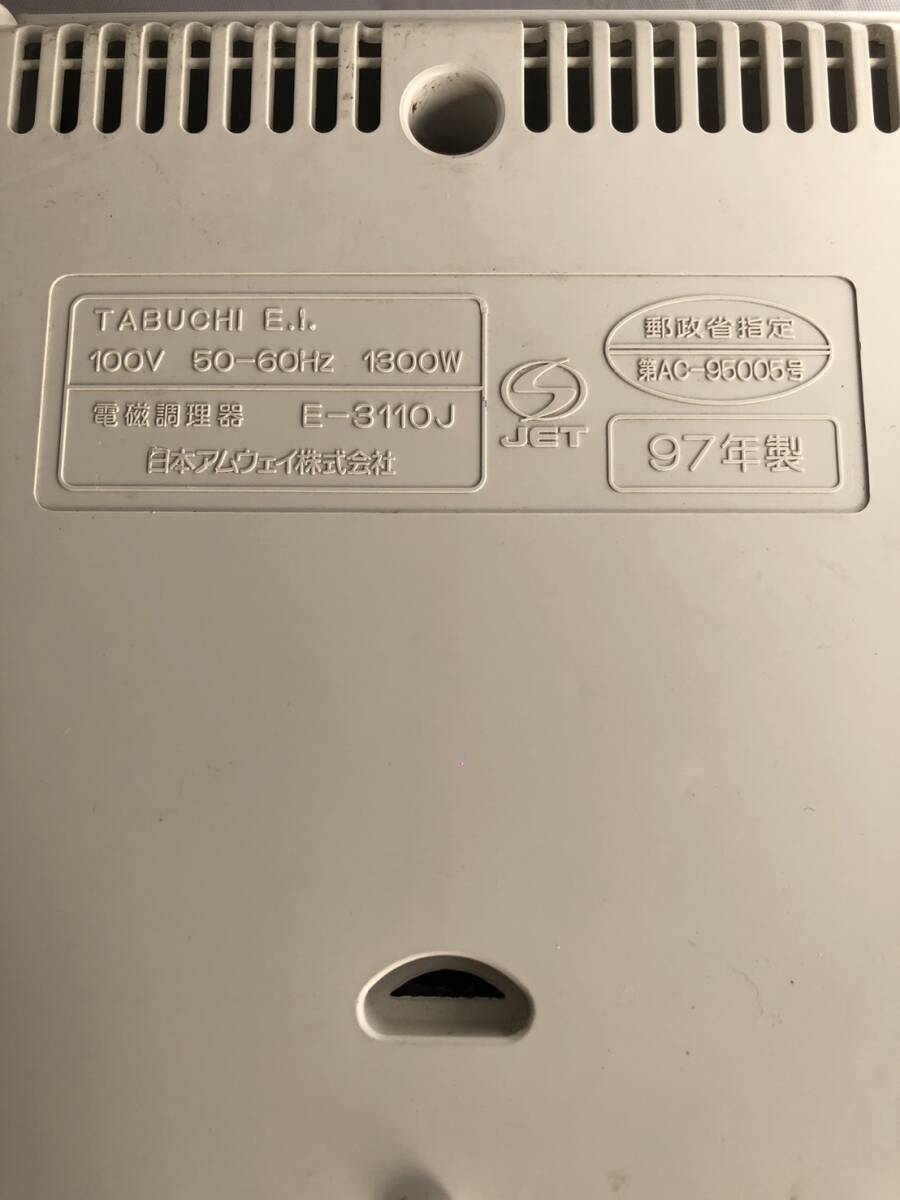 TABUCHI E.I.
100V 50-60Hz 1300W
電磁調理器 E-3110J
日本アムウェイ株式会社
JET
郵政省指定
第AC-95005号
97年製